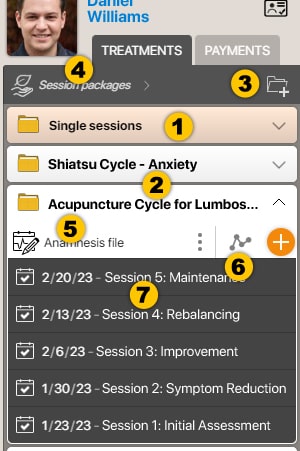 Daniel
Williams
TREATMENTS
PAYMENTS
4
Session packages
3
Single sessions
1
Shiatsu Cycle - Anxiety
2
Acupuncture Cycle for Lumbos...
5
Anamnesis file
6
2/20/23 - Session 5: Maintenance
7
2/13/23 - Session 4: Rebalancing
2/6/23 - Session 3: Improvement
1/30/23 - Session 2: Symptom Reduction
1/23/23 - Session 1: Initial Assessment